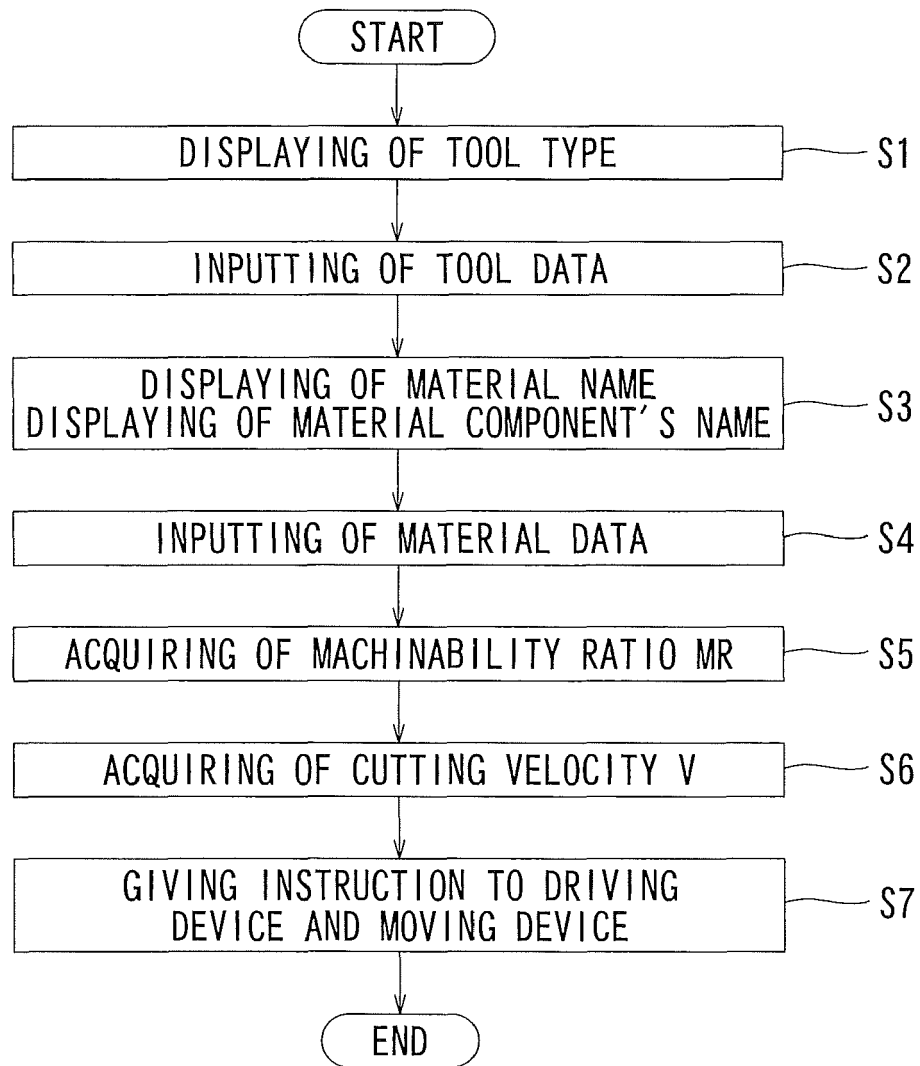 START
DISPLAYING OF TOOL TYPE
S1
INPUTTING OF TOOL DATA
S2
DISPLAYING OF MATERIAL NAME
DISPLAYING OF MATERIAL COMPONENT'S NAME
S3
INPUTTING OF MATERIAL DATA
S4
ACQUIRING OF MACHINABILITY RATIO MR
S5
ACQUIRING OF CUTTING VELOCITY V
S6
GIVING INSTRUCTION TO DRIVING
DEVICE AND MOVING DEVICE
S7
END